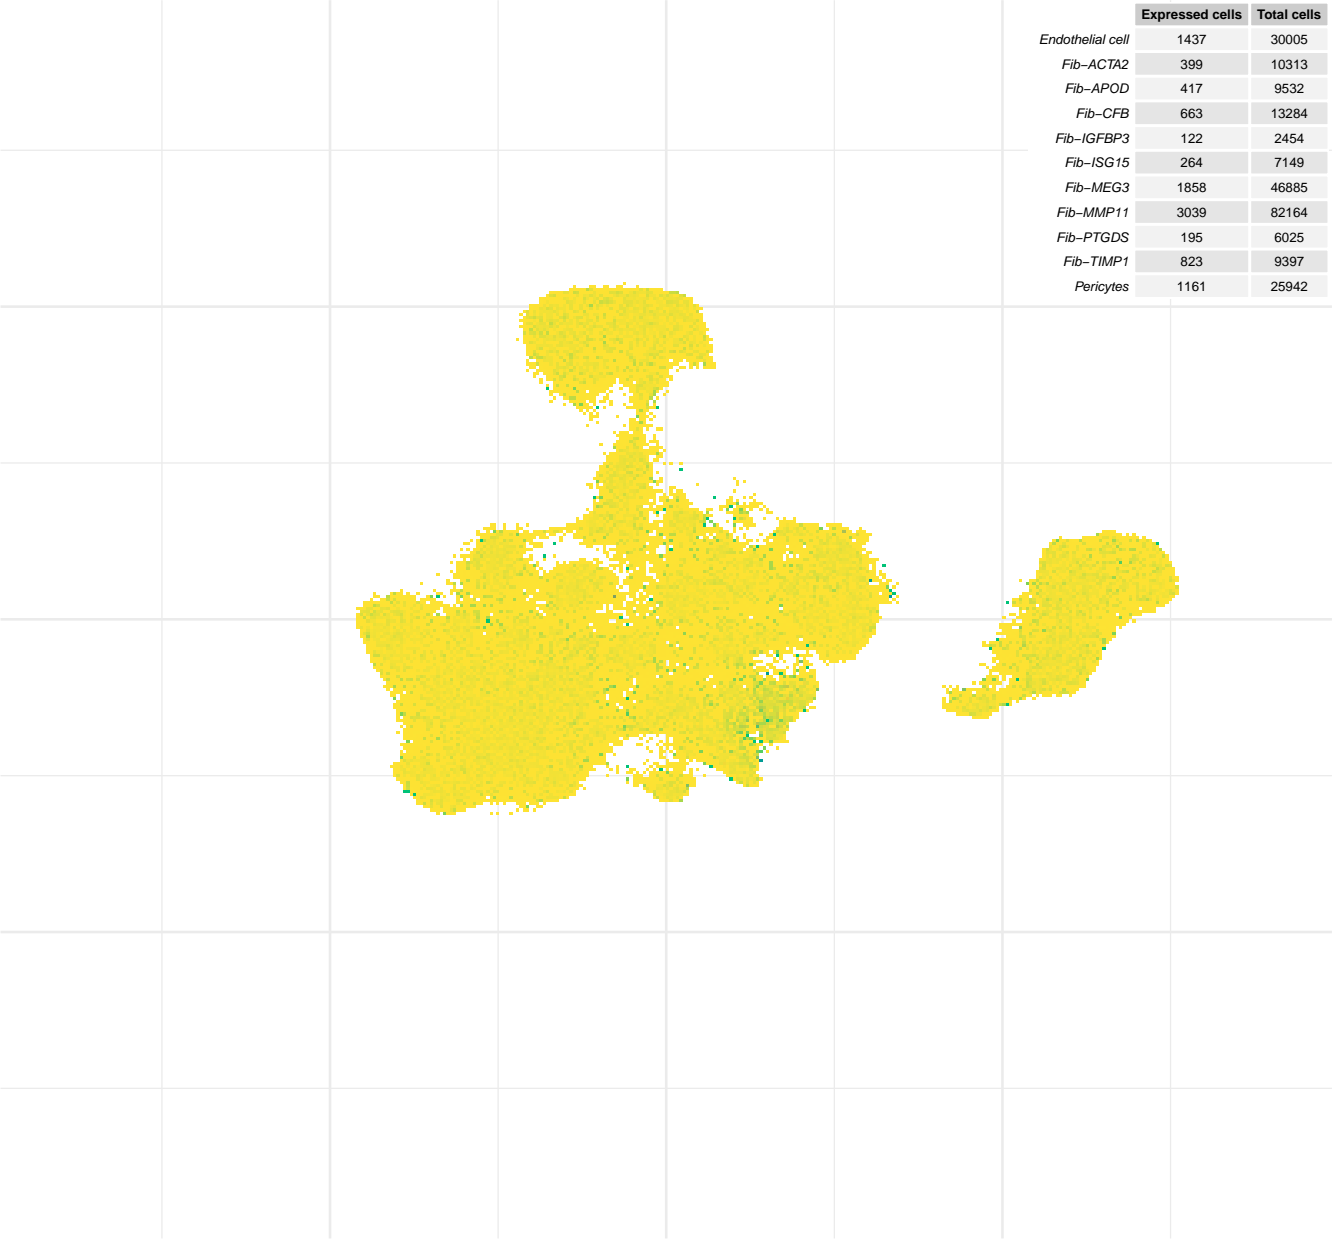 Expressed cells Total cells
Endothelial cell 1437 30005
Fib−ACTA2 399 10313
Fib−APOD 417 9532
Fib−CFB 663 13284
Fib−IGFBP3 122 2454
Fib−ISG15 264 7149
Fib−MEG3 1858 46885
Fib−MMP11 3039 82164
Fib−PTGDS 195 6025
Fib−TIMP1 823 9397
Pericytes 1161 25942